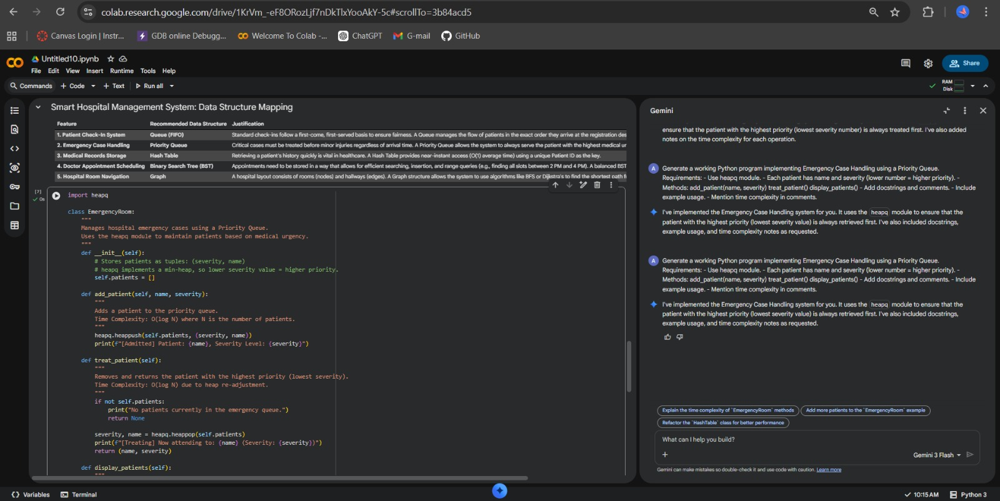 colab.research.google.com/drive/1KrVm_-eF8ORozLjf7nDkTlxYooAkY-5c#scrollTo=3b84acd5
Canvas Login | Instr...
GDB online Debugg...
Welcome To Colab -...
ChatGPT
G-mail
GitHub
Untitled10.ipynb
File Edit View Insert Runtime Tools Help
Share
Commands + Code + Text Run all
RAM
Disk
Smart Hospital Management System: Data Structure Mapping
Feature Recommended Data Structure Justification
1. Patient Check-In System Queue (FIFO) Standard check-ins follow a first-come, first-served basis to ensure fairness. A Queue manages the flow of patients in the exact order they arrive at the registration des
2. Emergency Case Handling Priority Queue Critical cases must be treated before minor injuries regardless of arrival time. A Priority Queue allows the system to always serve the patient with the highest medical ur
3. Medical Records Storage Hash Table Retrieving a patient's history quickly is vital in healthcare. A Hash Table provides near-instant access (O(1) average time) using a unique Patient ID as the key.
4. Doctor Appointment Scheduling Binary Search Tree (BST) Appointments need to be stored in a way that allows for efficient searching, insertion, and range queries (e.g., finding all slots between 2 PM and 4 PM). A balanced BST
5. Hospital Room Navigation Graph A hospital layout consists of rooms (nodes) and hallways (edges). A Graph structure allows the system to use algorithms like BFS or Dijkstra's to find the shortest path f
[7]
0s
import heapq
class EmergencyRoom:
"""
Manages hospital emergency cases using a Priority Queue.
Uses the heapq module to maintain patients based on medical urgency.
"""
def __init__(self):
# Stores patients as tuples: (severity, name)
# heapq implements a min-heap, so lower severity value = higher priority.
self.patients = []
def add_patient(self, name, severity):
"""
Adds a patient to the priority queue.
Time Complexity: O(log N) where N is the number of patients.
"""
heapq.heappush(self.patients, (severity, name))
print(f"[Admitted] Patient: {name}, Severity Level: {severity}")
def treat_patient(self):
"""
Removes and returns the patient with the highest priority (lowest severity).
Time Complexity: O(log N) due to heap re-adjustment.
"""
if not self.patients:
print("No patients currently in the emergency queue.")
return None
severity, name = heapq.heappop(self.patients)
print(f"[Treating] Now attending to: {name} (Severity: {severity})")
return (name, severity)
def display_patients(self):
"""
Gemini
ensure that the patient with the highest priority (lowest severity number) is always treated first. I've also added
notes on the time complexity for each operation.
A
Generate a working Python program implementing Emergency Case Handling using a Priority Queue.
Requirements: - Use heapq module. - Each patient has name and severity (lower number = higher priority). -
Methods: add_patient(name, severity) treat_patient() display_patients() - Add docstrings and comments. - Include
example usage. - Mention time complexity in comments.
I've implemented the Emergency Case Handling system for you. It uses the heapq module to ensure that the
patient with the highest priority (lowest severity value) is always retrieved first. I've also included docstrings,
example usage, and time complexity notes as requested.
A
Generate a working Python program implementing Emergency Case Handling using a Priority Queue.
Requirements: - Use heapq module. - Each patient has name and severity (lower number = higher priority). -
Methods: add_patient(name, severity) treat_patient() display_patients() - Add docstrings and comments. - Include
example usage. - Mention time complexity in comments.
I've implemented the Emergency Case Handling system for you. It uses the heapq module to ensure that the
patient with the highest priority (lowest severity value) is always retrieved first. I've also included docstrings,
example usage, and time complexity notes as requested.
Explain the time complexity of `EmergencyRoom` methods
Add more patients to the `EmergencyRoom` example
Refactor the `HashTable` class for better performance
What can I help you build?
Gemini 3 Flash
Gemini can make mistakes so double-check it and use code with caution. Learn more
Variables
Terminal
10:15 AM
Python 3